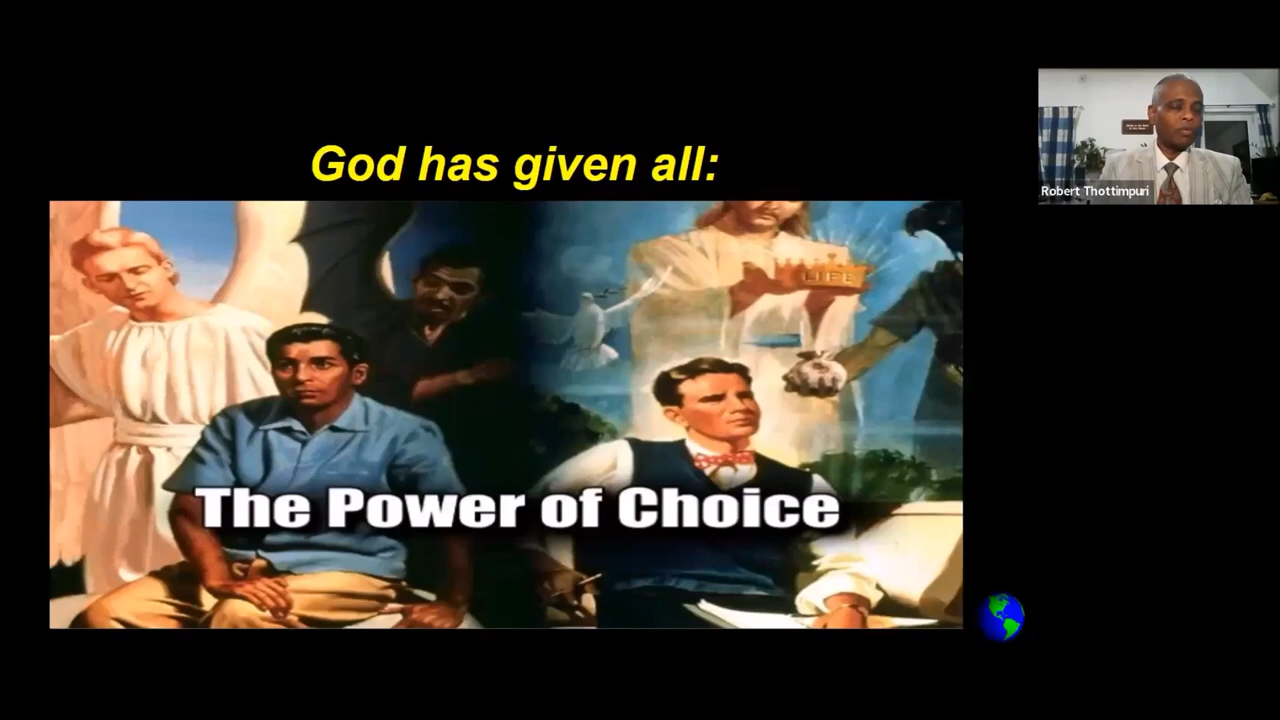 God has given all:
LIFE
The Power of Choice
Robert Thottimpuri